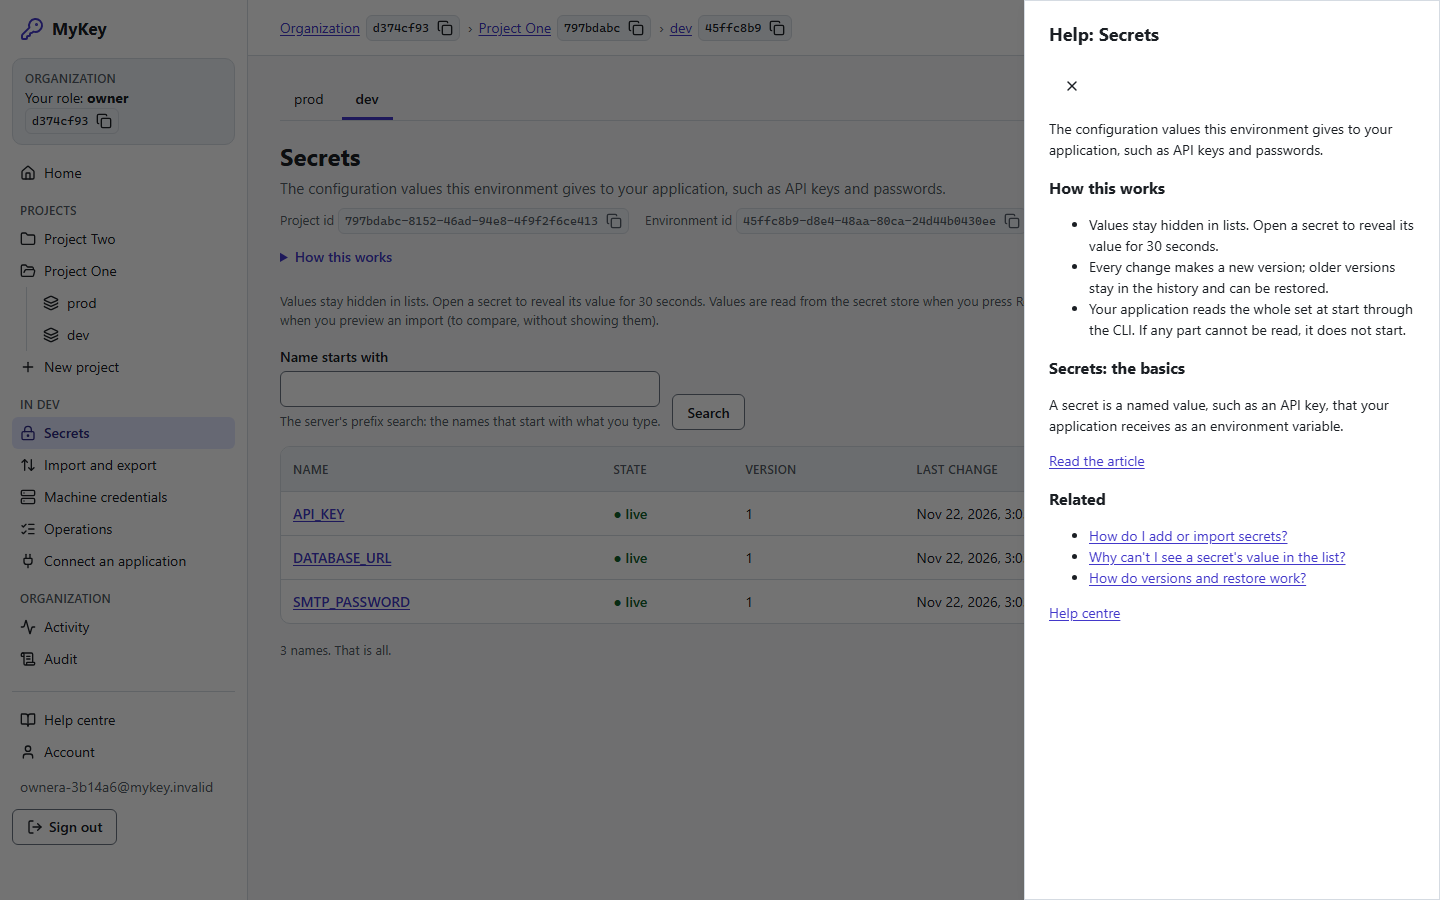 MyKey
ORGANIZATION
Your role: owner
d374cf93
Home
PROJECTS
Project Two
Project One
prod
dev
New project
IN DEV
Secrets
Import and export
Machine credentials
Operations
Connect an application
ORGANIZATION
Activity
Audit
Help centre
Account
ownera-3b14a6@mykey.invalid
Sign out
Organization d374cf93 › Project One 797bdabc › dev 45ffc8b9
prod dev
Secrets
The configuration values this environment gives to your application, such as API keys and passwords.
Project id 797bdabc-8152-46ad-94e8-4f9f2f6ce413 Environment id 45ffc8b9-d8e4-48aa-80ca-24d44b0430ee
How this works
Values stay hidden in lists. Open a secret to reveal its value for 30 seconds. Values are read from the secret store when you press R
when you preview an import (to compare, without showing them).
Name starts with
The server's prefix search: the names that start with what you type.
Search
NAME STATE VERSION LAST CHANGE
API_KEY live 1 Nov 22, 2026, 3:0
DATABASE_URL live 1 Nov 22, 2026, 3:0
SMTP_PASSWORD live 1 Nov 22, 2026, 3:0
3 names. That is all.
Help: Secrets
The configuration values this environment gives to your
application, such as API keys and passwords.
How this works
• Values stay hidden in lists. Open a secret to reveal its
value for 30 seconds.
• Every change makes a new version; older versions
stay in the history and can be restored.
• Your application reads the whole set at start through
the CLI. If any part cannot be read, it does not start.
Secrets: the basics
A secret is a named value, such as an API key, that your
application receives as an environment variable.
Read the article
Related
• How do I add or import secrets?
• Why can't I see a secret's value in the list?
• How do versions and restore work?
Help centre